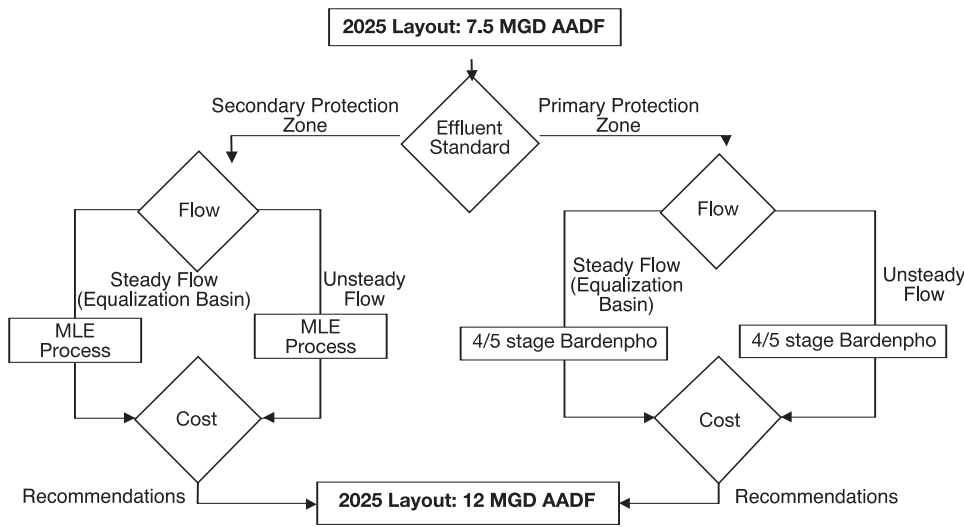 2025 Layout: 7.5 MGD AADF
Secondary Protection
Zone
Effluent
Standard
Primary Protection
Zone
Flow
Steady Flow
(Equalization Basin)
Unsteady
Flow
MLE
Process
MLE
Process
Cost
Recommendations
Flow
Steady Flow
(Equalization
Basin)
Unsteady
Flow
4/5 stage Bardenpho
4/5 stage Bardenpho
Cost
Recommendations
2025 Layout: 12 MGD AADF